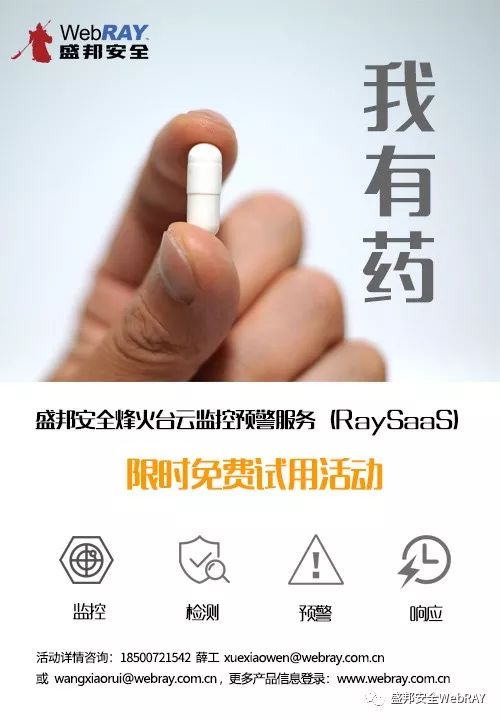 WebRAY
盛邦安全
我有药
盛邦安全烽火台云监控预警服务（RaySaaS）
限时免费试用活动
监控 检测 预警 响应
活动详情咨询：18500721542 薛工 xuexiaowen@webray.com.cn
或 wangxiaorui@webray.com.cn , 更多产品信息登录：www.webray.com.cn
盛邦安全WebRAY